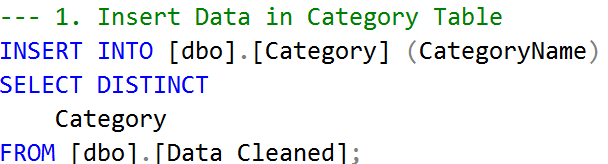 --- 1. Insert Data in Category Table
INSERT INTO [dbo].[Category] (CategoryName)
SELECT DISTINCT
    Category
FROM [dbo].[Data Cleaned];